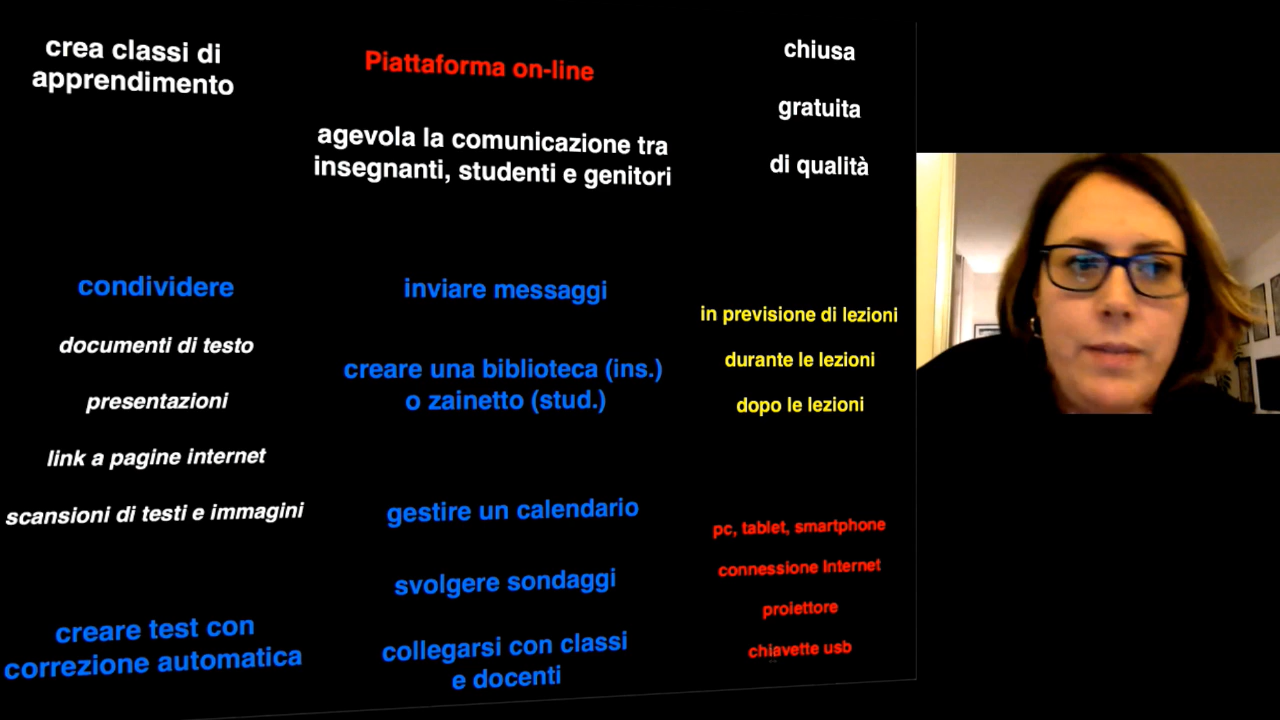 crea classi di
apprendimento
Piattaforma on-line
agevola la comunicazione tra
insegnanti, studenti e genitori
chiusa
gratuita
di qualità
condividere
documenti di testo
presentazioni
link a pagine internet
scansioni di testi e immagini
creare test con
correzione automatica
inviare messaggi
creare una biblioteca (ins.)
o zainetto (stud.)
gestire un calendario
svolgere sondaggi
collegarsi con classi
e docenti
in previsione di lezioni
durante le lezioni
dopo le lezioni
pc, tablet, smartphone
connessione Internet
proiettore
chiavette usb